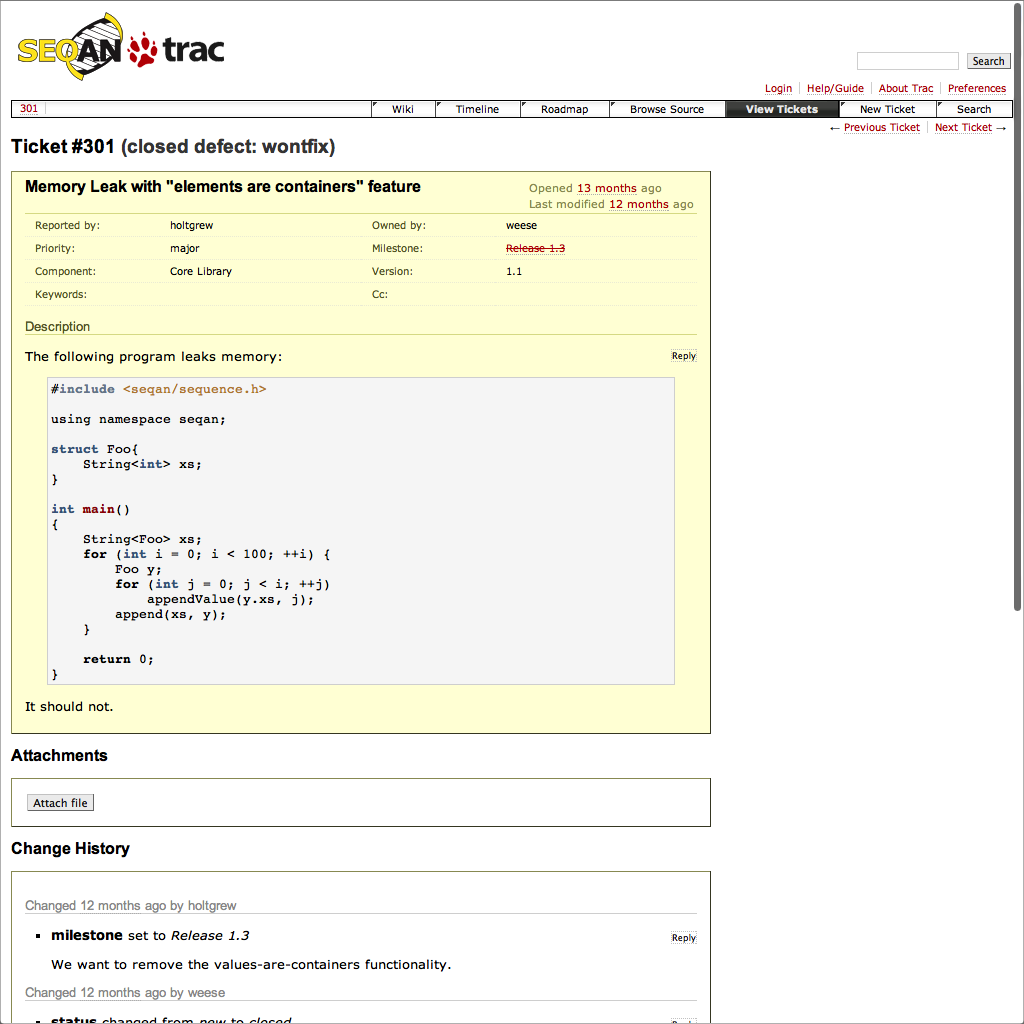 SEQAN trac
Search
Login Help/Guide About Trac Preferences
301 Wiki Timeline Roadmap Browse Source View Tickets New Ticket Search
← Previous Ticket Next Ticket →
Ticket #301 (closed defect: wontfix)
Memory Leak with "elements are containers" feature
Opened 13 months ago
Last modified 12 months ago
Reported by: holtgrew Owned by: weese
Priority: major Milestone: Release 1.3
Component: Core Library Version: 1.1
Keywords: Cc:
Description
The following program leaks memory: Reply
#include <seqan/sequence.h>
using namespace seqan;
struct Foo{
    String<int> xs;
}
int main()
{
    String<Foo> xs;
    for (int i = 0; i < 100; ++i) {
        Foo y;
        for (int j = 0; j < i; ++j)
            appendValue(y.xs, j);
        append(xs, y);
    }
    return 0;
}
It should not.
Attachments
Attach file
Change History
Changed 12 months ago by holtgrew
▪ milestone set to Release 1.3 Reply
We want to remove the values-are-containers functionality.
Changed 12 months ago by weese
▪ status changed from new to closed Reply